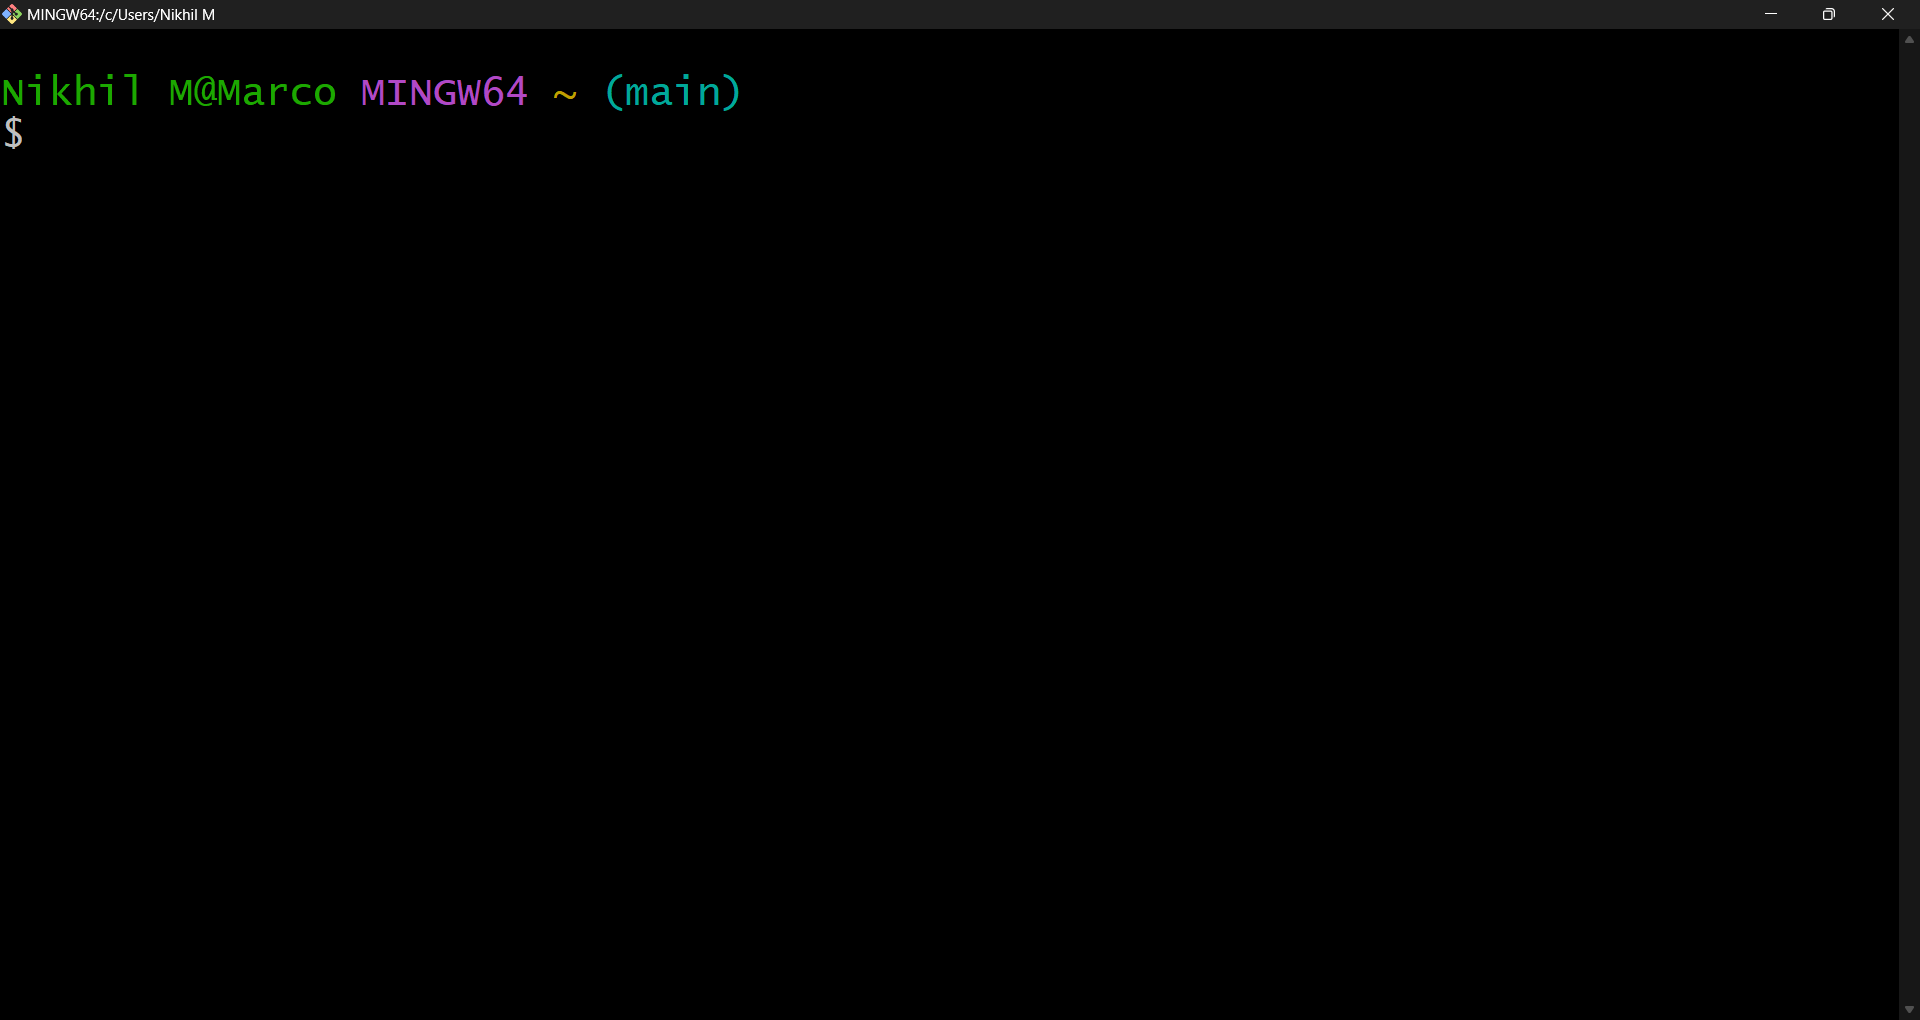 MINGW64:/c/Users/Nikhil M
Nikhil M@Marco MINGW64 ~ (main)
$